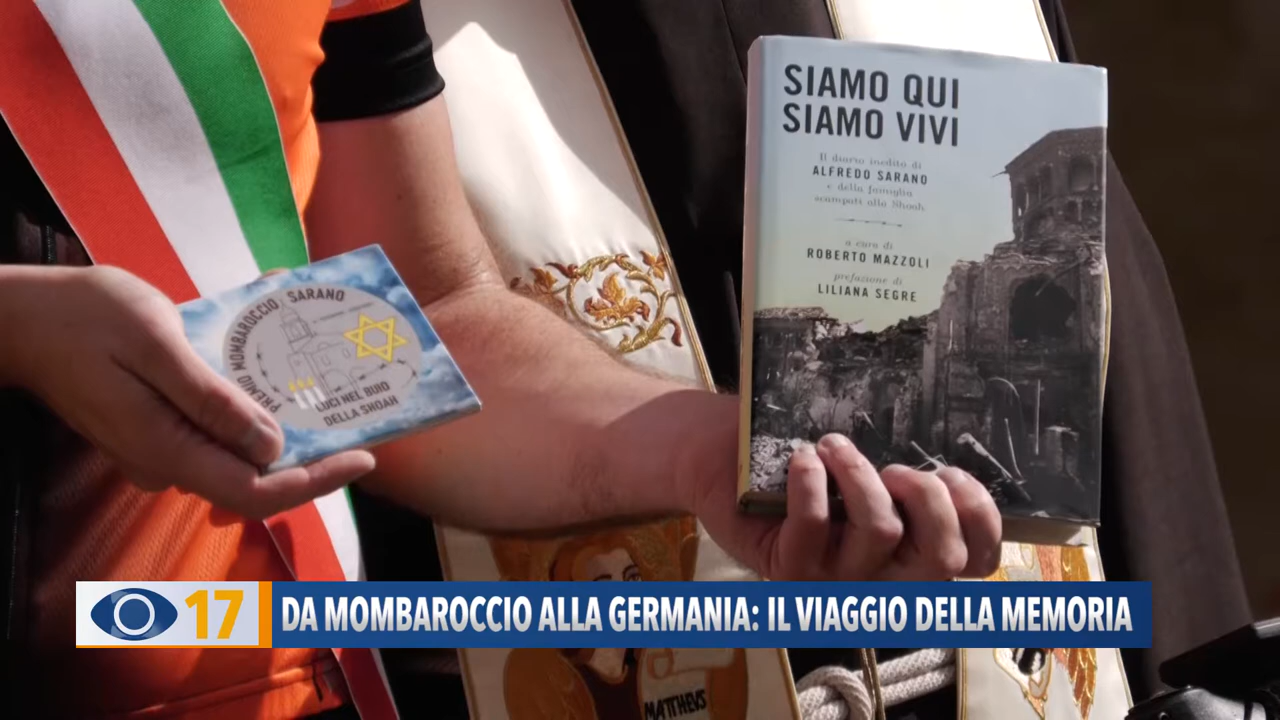 SIAMO QUI
SIAMO VIVI
Il diario inedito di
ALFREDO SARANO
e della famiglia
scampati alla Shoah
a cura di
ROBERTO MAZZOLI
prefazione di
LILIANA SEGRE
PREMIO MOMBAROCCIO SARANO
LUCI NEL BUIO
DELLA SHOAH
MATTHEVS
17 DA MOMBAROCCIO ALLA GERMANIA: IL VIAGGIO DELLA MEMORIA